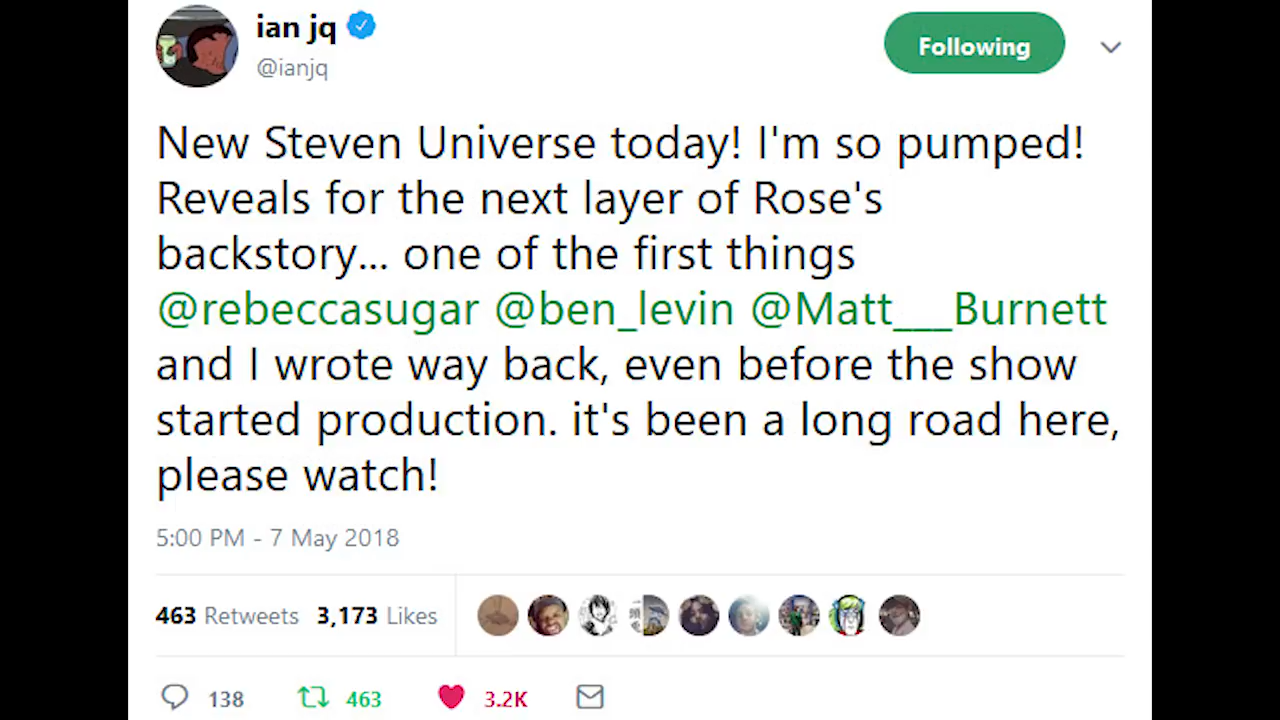 ian jq
@ianjq
Following
New Steven Universe today! I'm so pumped!
Reveals for the next layer of Rose's
backstory... one of the first things
@rebeccasugar @ben_levin @Matt___Burnett
and I wrote way back, even before the show
started production. it's been a long road here,
please watch!
5:00 PM - 7 May 2018
463 Retweets 3,173 Likes
138 463 3.2K